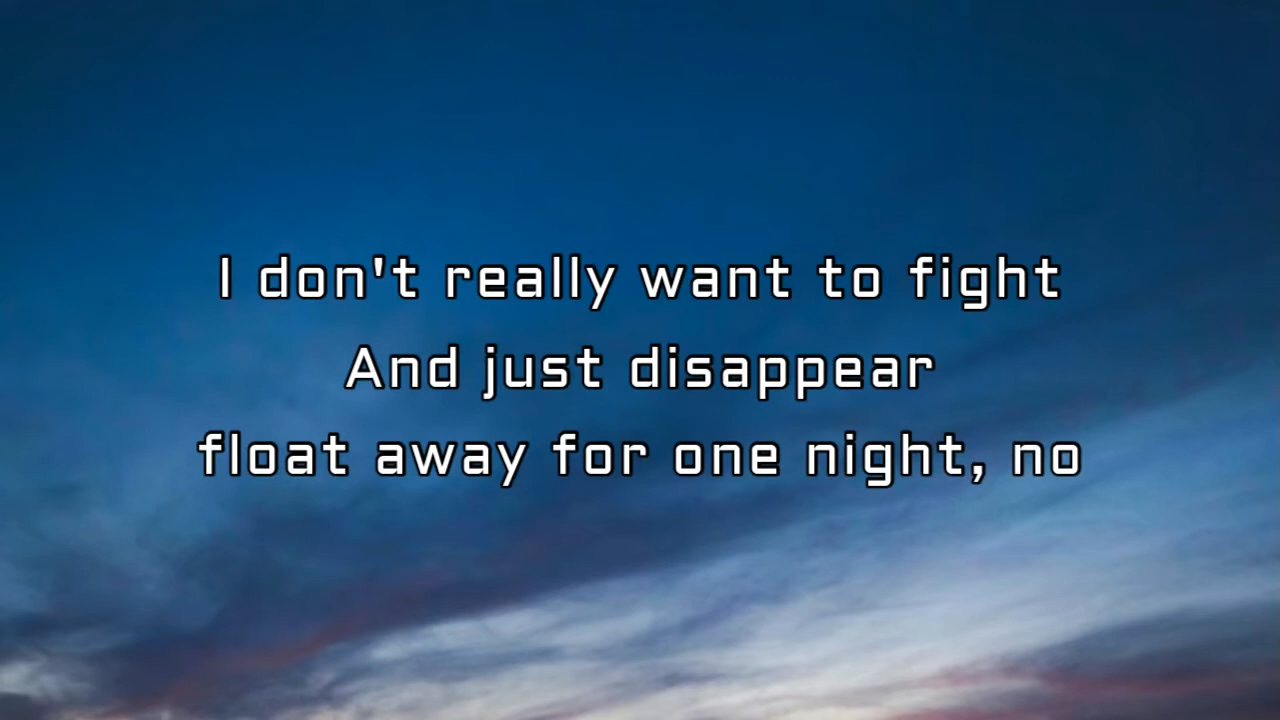 I don't really want to fight
And just disappear
float away for one night, no